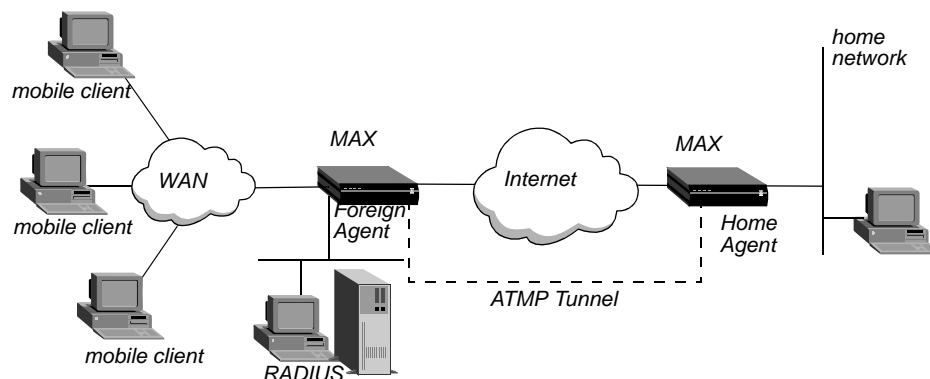 home
network
mobile client
MAX
MAX
WAN
Internet
mobile client
Foreign
Agent
Home
Agent
ATMP Tunnel
mobile client
RADIUS